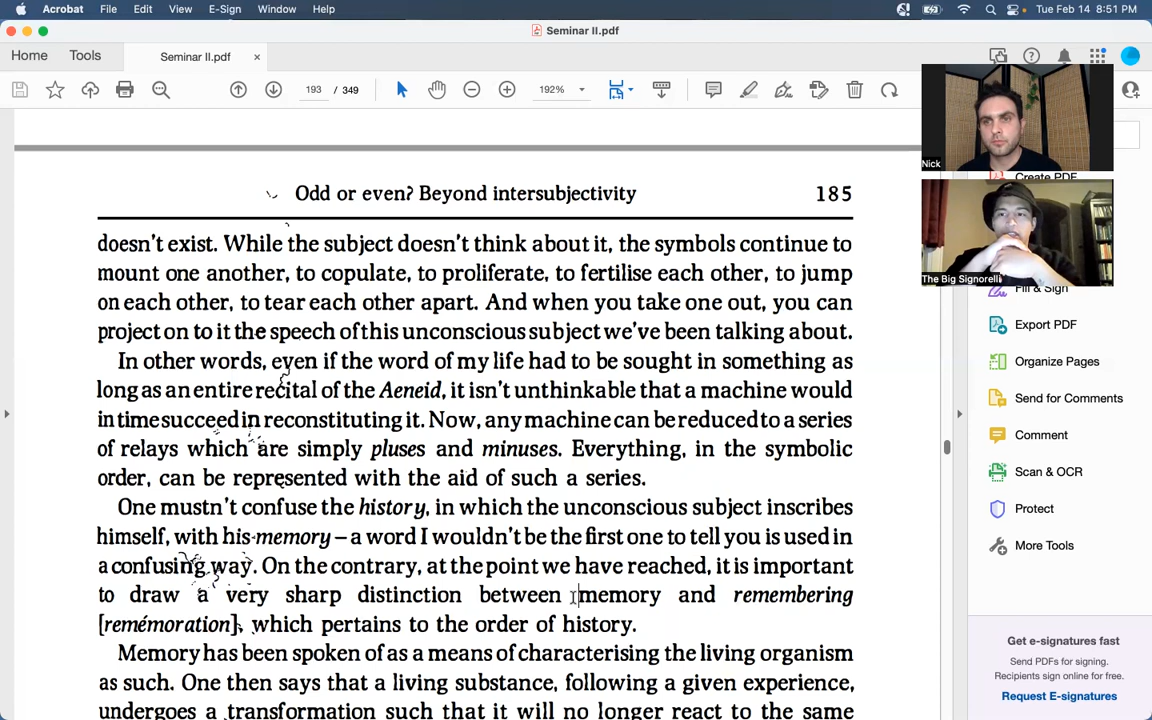 Acrobat File Edit View E-Sign Window Help Tue Feb 14 8:51 PM
Seminar II.pdf
Home Tools Seminar II.pdf ×
193 / 349 192%
Nick
Create PDF
The Big Signorelli
Fill & Sign
Export PDF
Organize Pages
Send for Comments
Comment
Scan & OCR
Protect
More Tools
Get e-signatures fast
Send PDFs for signing.
Recipients sign online for free.
Request E-signatures
Odd or even? Beyond intersubjectivity 185
doesn't exist. While the subject doesn't think about it, the symbols continue to
mount one another, to copulate, to proliferate, to fertilise each other, to jump
on each other, to tear each other apart. And when you take one out, you can
project on to it the speech of this unconscious subject we've been talking about.
In other words, even if the word of my life had to be sought in something as
long as an entire recital of the Aeneid, it isn't unthinkable that a machine would
in time succeed in reconstituting it. Now, any machine can be reduced to a series
of relays which are simply pluses and minuses. Everything, in the symbolic
order, can be represented with the aid of such a series.
One mustn't confuse the history, in which the unconscious subject inscribes
himself, with his memory – a word I wouldn't be the first one to tell you is used in
a confusing way. On the contrary, at the point we have reached, it is important
to draw a very sharp distinction between memory and remembering
[remémoration], which pertains to the order of history.
Memory has been spoken of as a means of characterising the living organism
as such. One then says that a living substance, following a given experience,
undergoes a transformation such that it will no longer react to the same